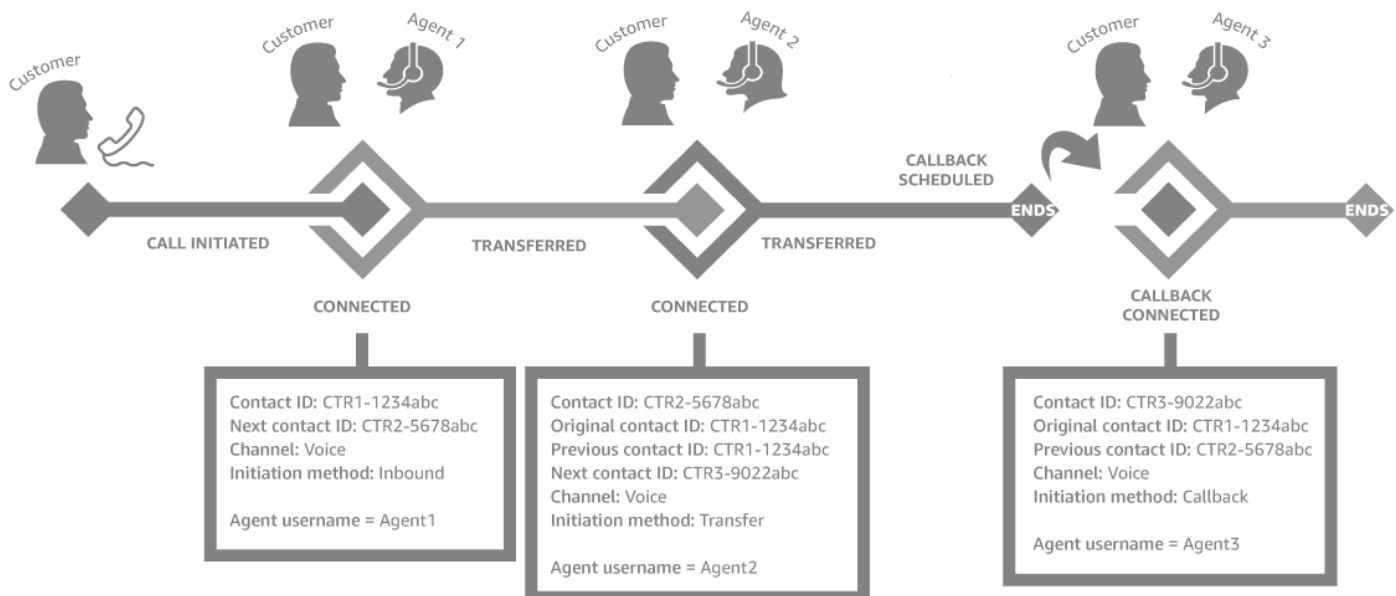 Customer
Customer
Agent 1
Customer
Agent 2
Customer
Agent 3
CALL INITIATED
TRANSFERRED
TRANSFERRED
CALLBACK
SCHEDULED
ENDS
ENDS
CONNECTED
CONNECTED
CALLBACK
CONNECTED
Contact ID: CTR1-1234abc
Next contact ID: CTR2-5678abc
Channel: Voice
Initiation method: Inbound
Agent username = Agent1
Contact ID: CTR2-5678abc
Original contact ID: CTR1-1234abc
Previous contact ID: CTR1-1234abc
Next contact ID: CTR3-9022abc
Channel: Voice
Initiation method: Transfer
Agent username = Agent2
Contact ID: CTR3-9022abc
Original contact ID: CTR1-1234abc
Previous contact ID: CTR2-5678abc
Channel: Voice
Initiation method: Callback
Agent username = Agent3